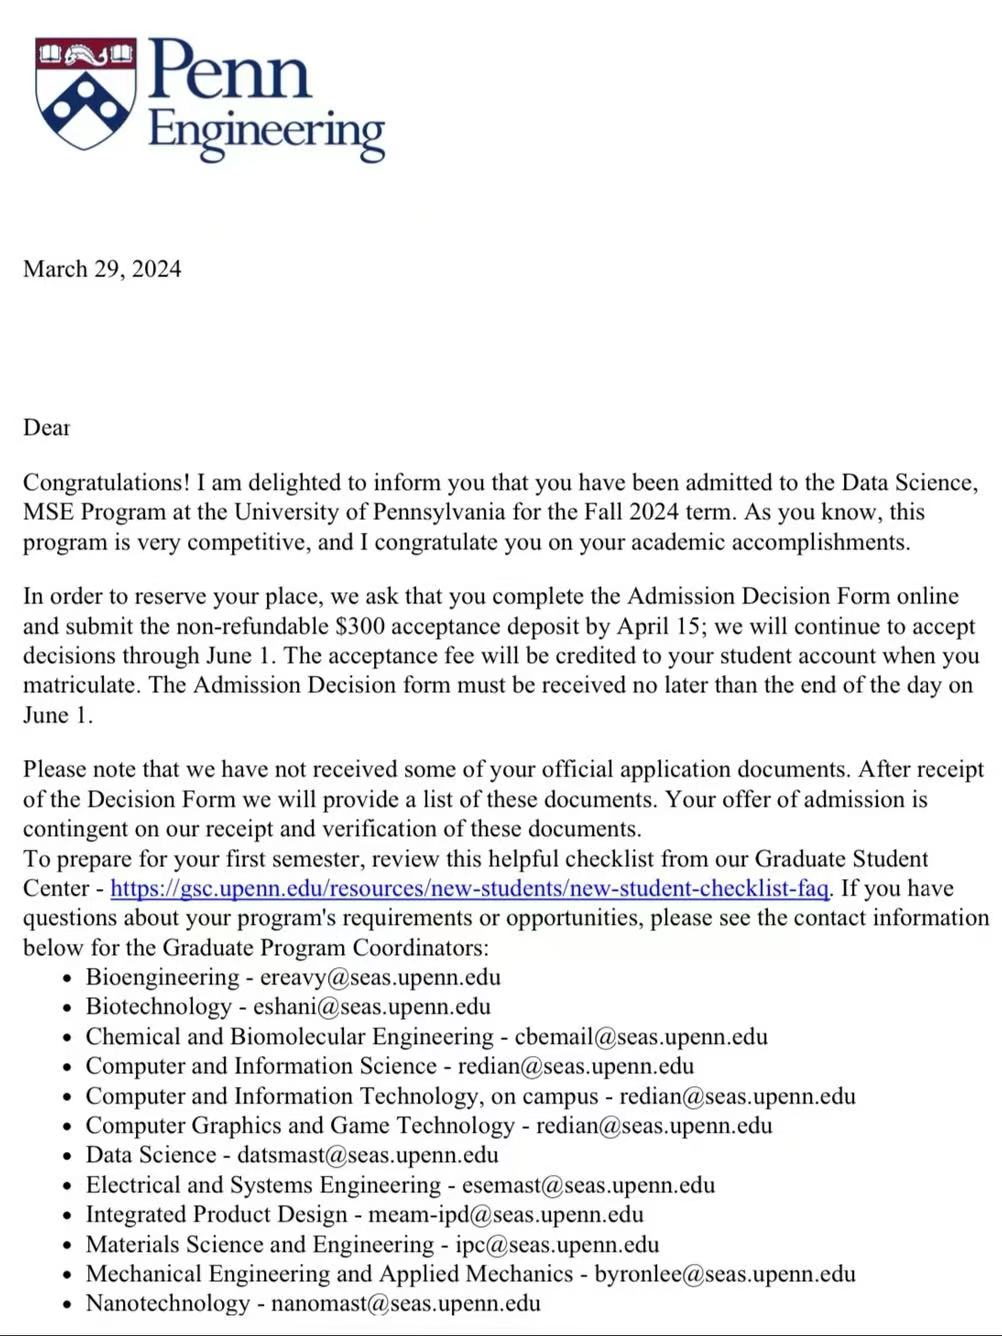 Penn
Engineering
March 29, 2024
Dear
Congratulations! I am delighted to inform you that you have been admitted to the Data Science,
MSE Program at the University of Pennsylvania for the Fall 2024 term. As you know, this
program is very competitive, and I congratulate you on your academic accomplishments.
In order to reserve your place, we ask that you complete the Admission Decision Form online
and submit the non-refundable $300 acceptance deposit by April 15; we will continue to accept
decisions through June 1. The acceptance fee will be credited to your student account when you
matriculate. The Admission Decision form must be received no later than the end of the day on
June 1.
Please note that we have not received some of your official application documents. After receipt
of the Decision Form we will provide a list of these documents. Your offer of admission is
contingent on our receipt and verification of these documents.
To prepare for your first semester, review this helpful checklist from our Graduate Student
Center - https://gsc.upenn.edu/resources/new-students/new-student-checklist-faq. If you have
questions about your program's requirements or opportunities, please see the contact information
below for the Graduate Program Coordinators:
• Bioengineering - ereavy@seas.upenn.edu
• Biotechnology - eshani@seas.upenn.edu
• Chemical and Biomolecular Engineering - cbemail@seas.upenn.edu
• Computer and Information Science - redian@seas.upenn.edu
• Computer and Information Technology, on campus - redian@seas.upenn.edu
• Computer Graphics and Game Technology - redian@seas.upenn.edu
• Data Science - datsmast@seas.upenn.edu
• Electrical and Systems Engineering - esemast@seas.upenn.edu
• Integrated Product Design - meam-ipd@seas.upenn.edu
• Materials Science and Engineering - ipc@seas.upenn.edu
• Mechanical Engineering and Applied Mechanics - byronlee@seas.upenn.edu
• Nanotechnology - nanomast@seas.upenn.edu